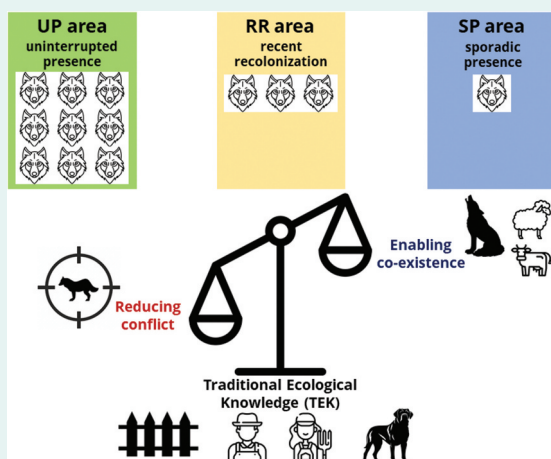 UP area
uninterrupted
presence
RR area
recent
recolonization
SP area
sporadic
presence
Enabling
co-existence
Reducing
conflict
Traditional Ecological
Knowledge (TEK)